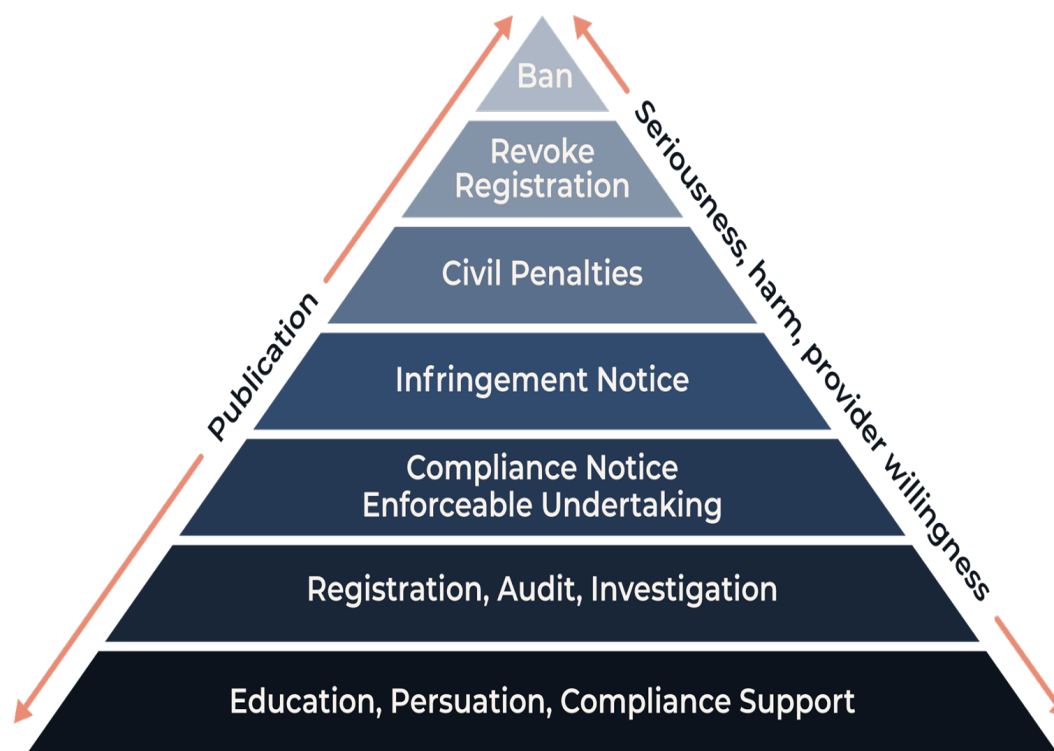 Ban
Revoke
Registration
Civil Penalties
Infringement Notice
Compliance Notice
Enforceable Undertaking
Registration, Audit, Investigation
Education, Persuation, Compliance Support
Publication
Seriousness, harm, provider willingness